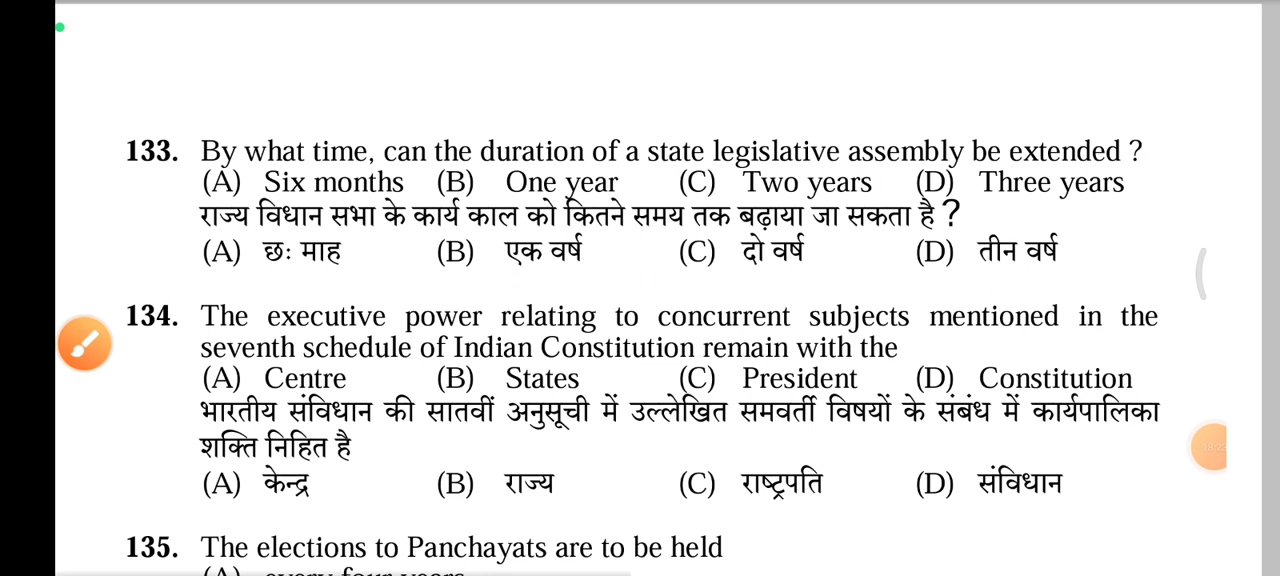 133. By what time, can the duration of a state legislative assembly be extended ?
(A) Six months (B) One year (C) Two years (D) Three years
राज्य विधान सभा के कार्य काल को कितने समय तक बढ़ाया जा सकता है ?
(A) छः माह (B) एक वर्ष (C) दो वर्ष (D) तीन वर्ष
134. The executive power relating to concurrent subjects mentioned in the
seventh schedule of Indian Constitution remain with the
(A) Centre (B) States (C) President (D) Constitution
भारतीय संविधान की सातवीं अनुसूची में उल्लेखित समवर्ती विषयों के संबंध में कार्यपालिका
शक्ति निहित है
(A) केन्द्र (B) राज्य (C) राष्ट्रपति (D) संविधान
135. The elections to Panchayats are to be held
(A) every four years